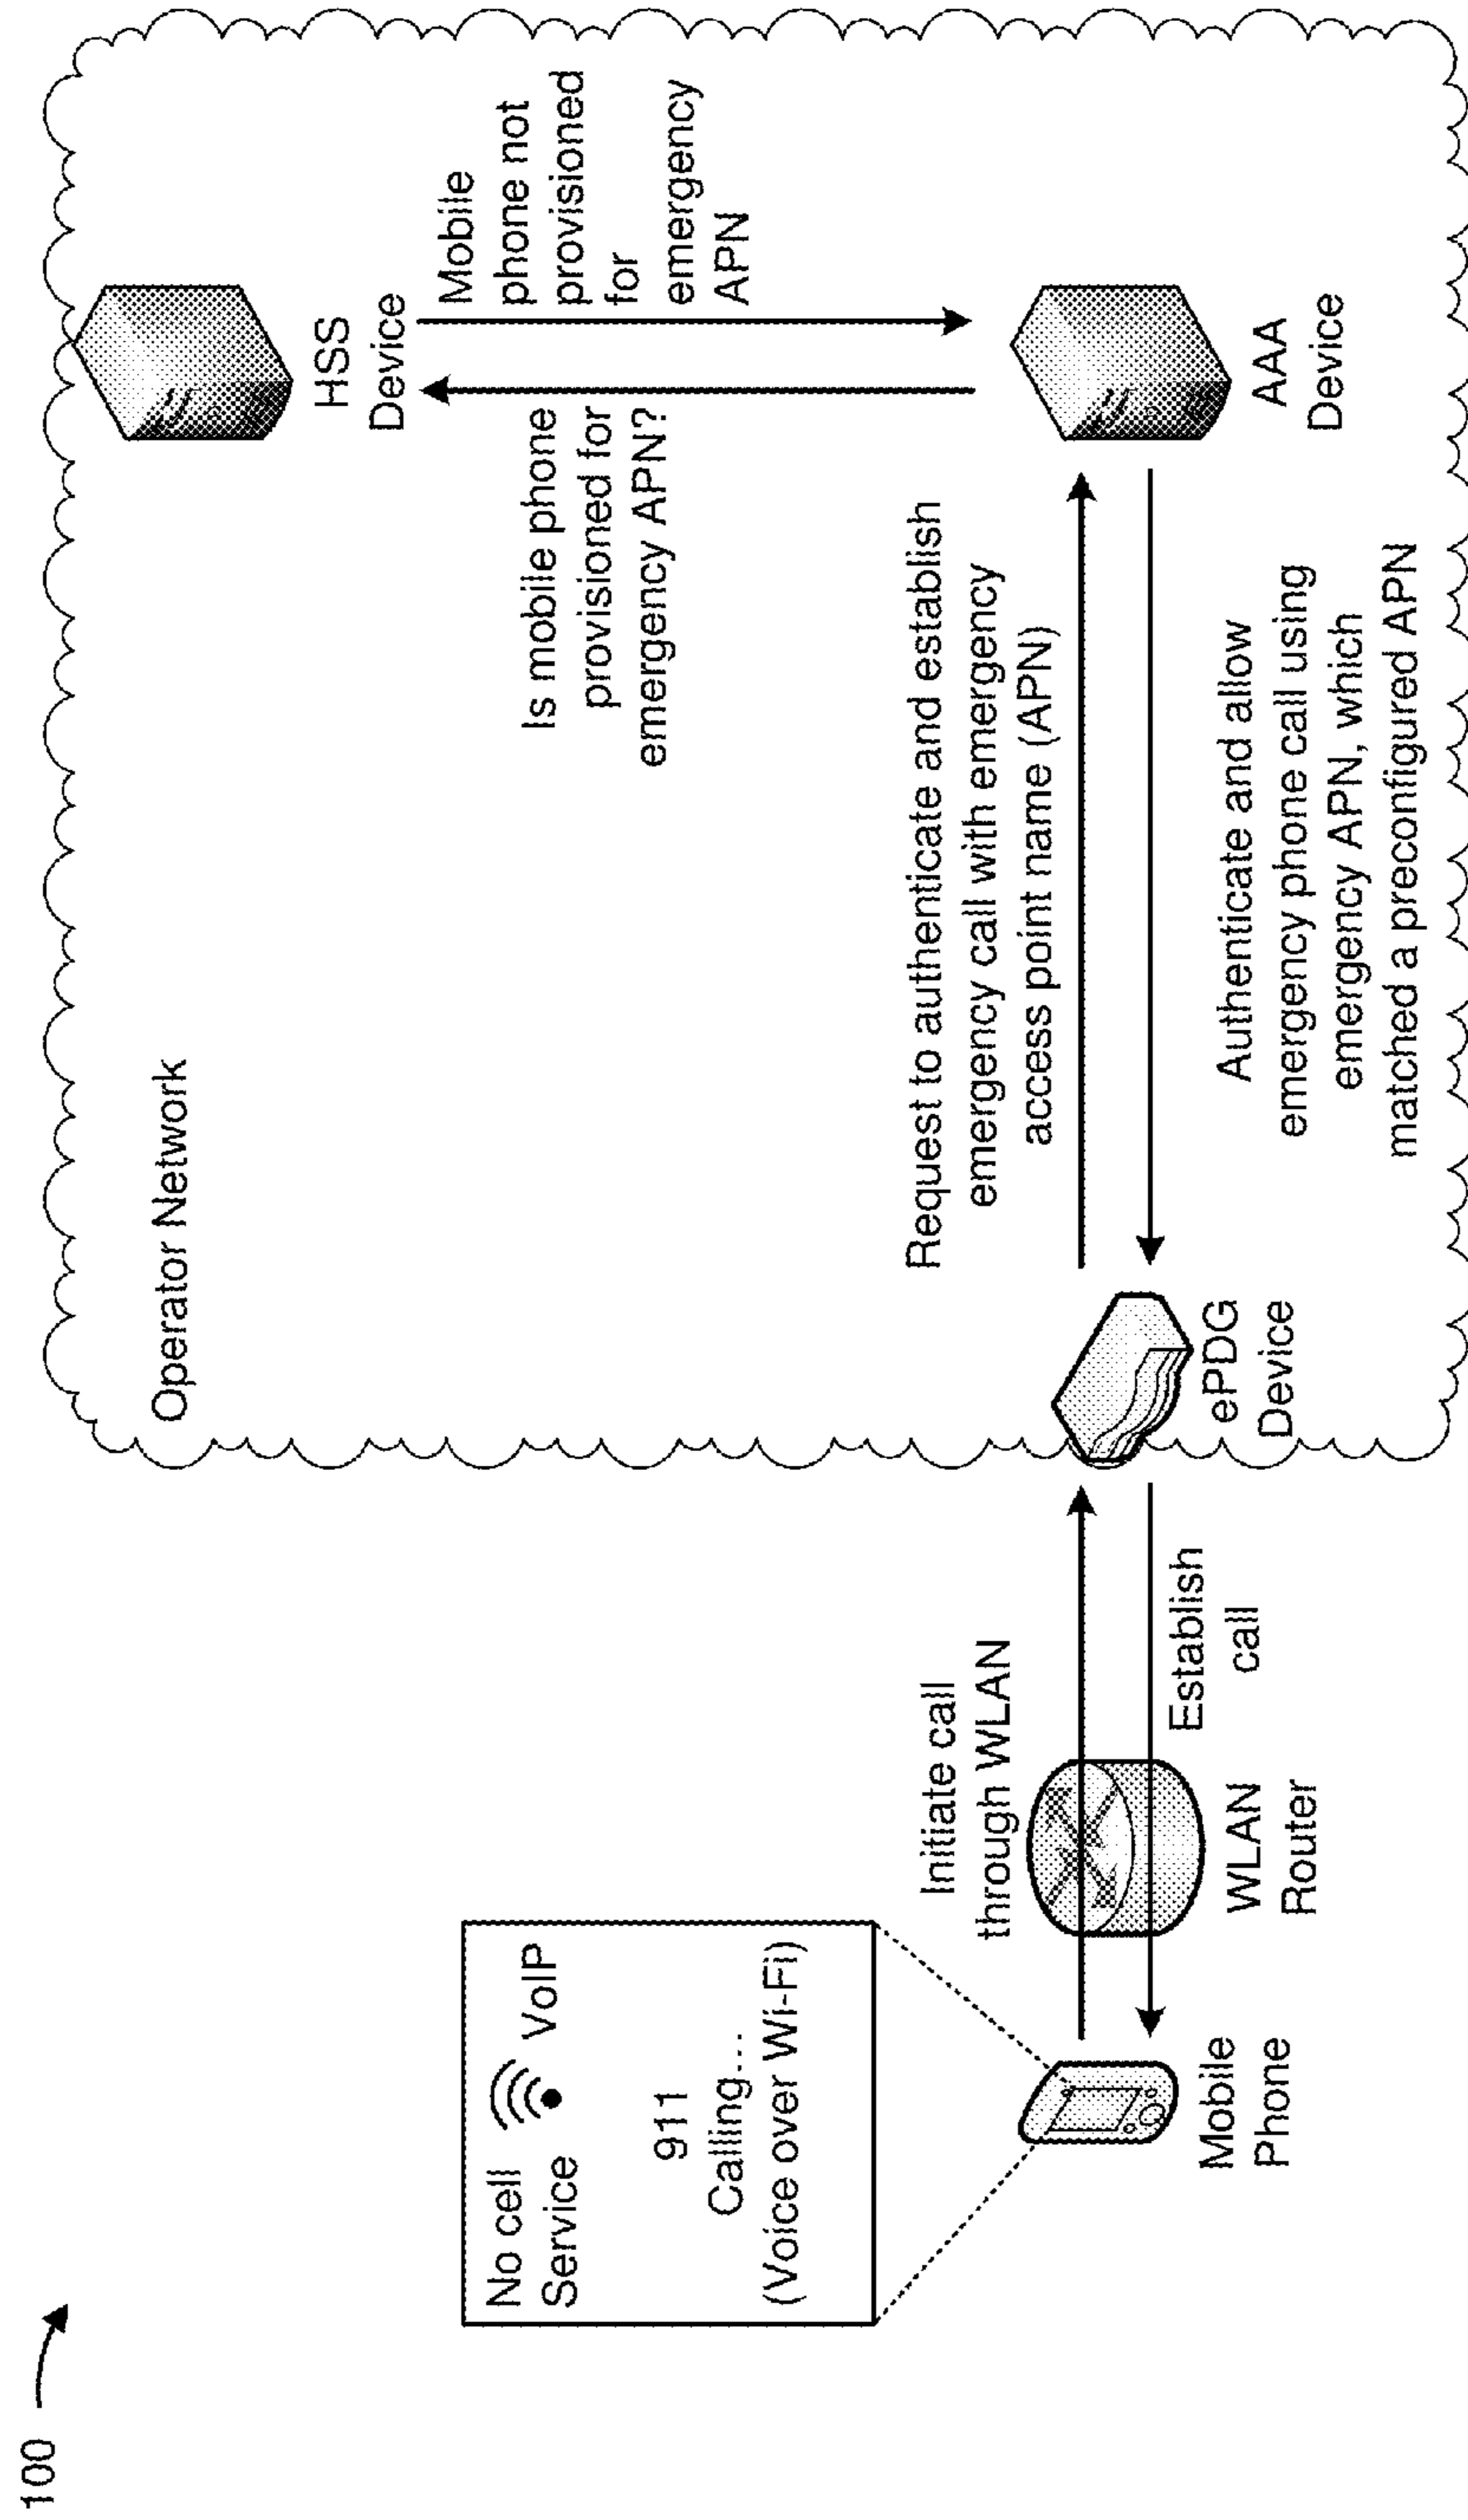 100
Operator Network
HSS
Device
Mobile
phone not
provisioned
for
emergency
APN
Is mobile phone
provisioned for
emergency APN?
No cell
Service
VoIP
911
Calling...
(Voice over Wi-Fi)
Initiate call
through WLAN
Request to authenticate and establish
emergency call with emergency
access point name (APN)
Mobile
Phone
WLAN
Router
Establish
call
ePDG
Device
Authenticate and allow
emergency phone call using
emergency APN, which
matched a preconfigured APN
AAA
Device